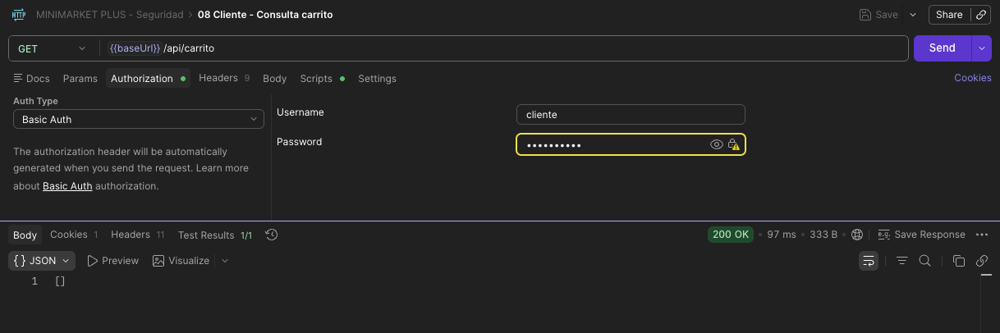 HTTP MINIMARKET PLUS - Seguridad > 08 Cliente - Consulta carrito Save Share
GET {{baseUrl}} /api/carrito Send
Docs Params Authorization Headers 9 Body Scripts Settings Cookies
Auth Type
Basic Auth
The authorization header will be automatically
generated when you send the request. Learn more
about Basic Auth authorization.
Username cliente
Password ••••••••••
Body Cookies 1 Headers 11 Test Results 1/1 200 OK • 97 ms • 333 B • e.g. Save Response
{} JSON Preview Visualize
1 []